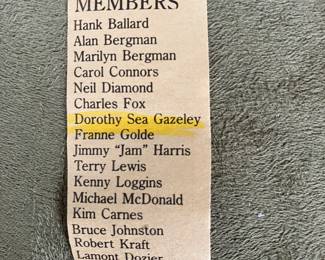 MEMBERS
Hank Ballard
Alan Bergman
Marilyn Bergman
Carol Connors
Neil Diamond
Charles Fox
Dorothy Sea Gazeley
Franne Golde
Jimmy "Jam" Harris
Terry Lewis
Kenny Loggins
Michael McDonald
Kim Carnes
Bruce Johnston
Robert Kraft
Lamont Dozier